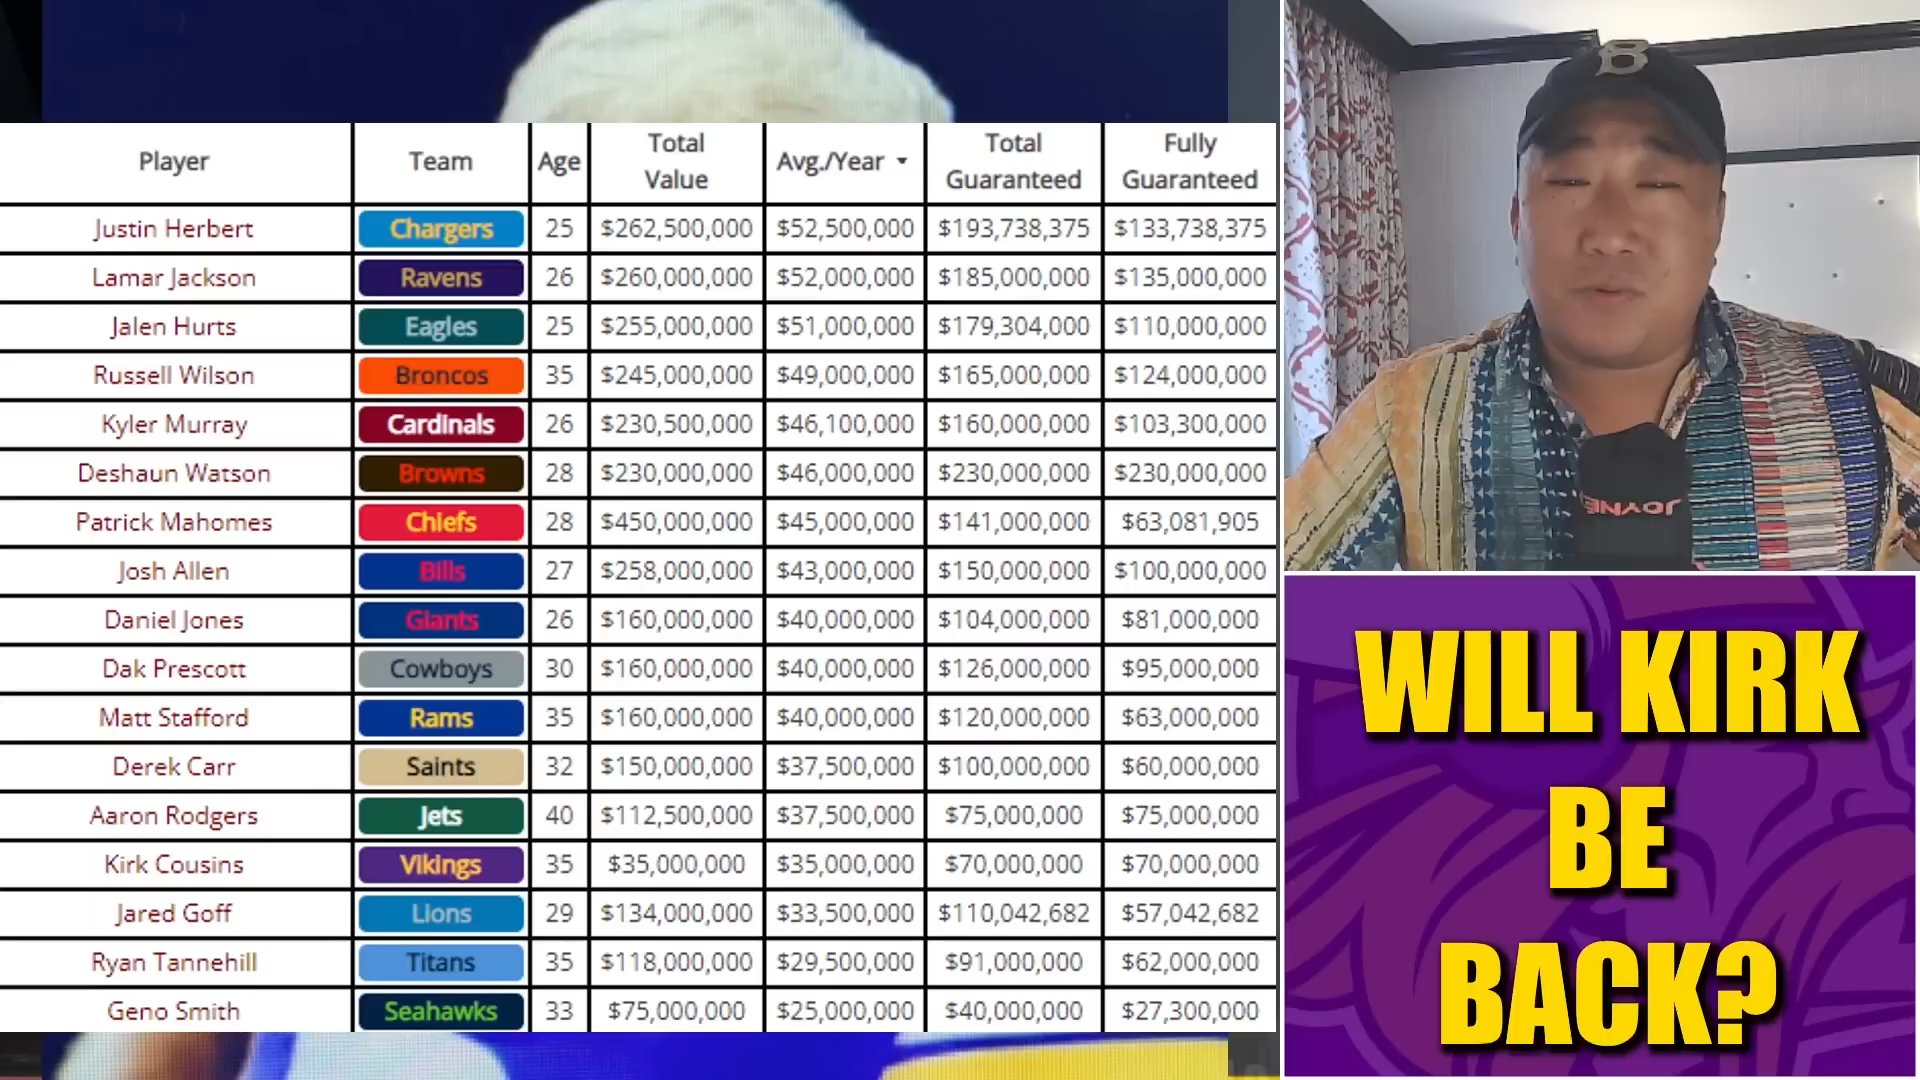 Player Team Age Total Value Avg./Year Total Guaranteed Fully Guaranteed
Justin Herbert Chargers 25 $262,500,000 $52,500,000 $193,738,375 $133,738,375
Lamar Jackson Ravens 26 $260,000,000 $52,000,000 $185,000,000 $135,000,000
Jalen Hurts Eagles 25 $255,000,000 $51,000,000 $179,304,000 $110,000,000
Russell Wilson Broncos 35 $245,000,000 $49,000,000 $165,000,000 $124,000,000
Kyler Murray Cardinals 26 $230,500,000 $46,100,000 $160,000,000 $103,300,000
Deshaun Watson Browns 28 $230,000,000 $46,000,000 $230,000,000 $230,000,000
Patrick Mahomes Chiefs 28 $450,000,000 $45,000,000 $141,000,000 $63,081,905
Josh Allen Bills 27 $258,000,000 $43,000,000 $150,000,000 $100,000,000
Daniel Jones Giants 26 $160,000,000 $40,000,000 $104,000,000 $81,000,000
Dak Prescott Cowboys 30 $160,000,000 $40,000,000 $126,000,000 $95,000,000
Matt Stafford Rams 35 $160,000,000 $40,000,000 $120,000,000 $63,000,000
Derek Carr Saints 32 $150,000,000 $37,500,000 $100,000,000 $60,000,000
Aaron Rodgers Jets 40 $112,500,000 $37,500,000 $75,000,000 $75,000,000
Kirk Cousins Vikings 35 $35,000,000 $35,000,000 $70,000,000 $70,000,000
Jared Goff Lions 29 $134,000,000 $33,500,000 $110,042,682 $57,042,682
Ryan Tannehill Titans 35 $118,000,000 $29,500,000 $91,000,000 $62,000,000
Geno Smith Seahawks 33 $75,000,000 $25,000,000 $40,000,000 $27,300,000
B
WILL KIRK
BE
BACK?